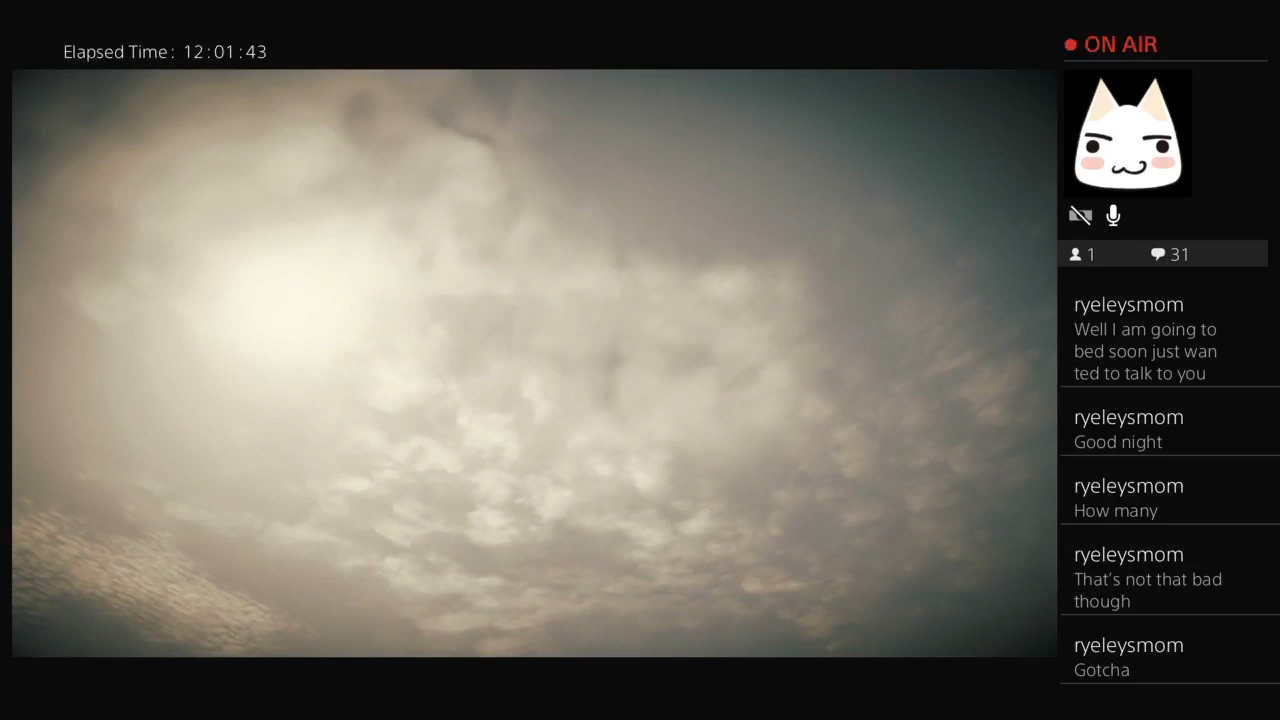 Elapsed Time: 12:01:43
ON AIR
1 31
ryeleysmom
Well I am going to
bed soon just wan
ted to talk to you
ryeleysmom
Good night
ryeleysmom
How many
ryeleysmom
That's not that bad
though
ryeleysmom
Gotcha